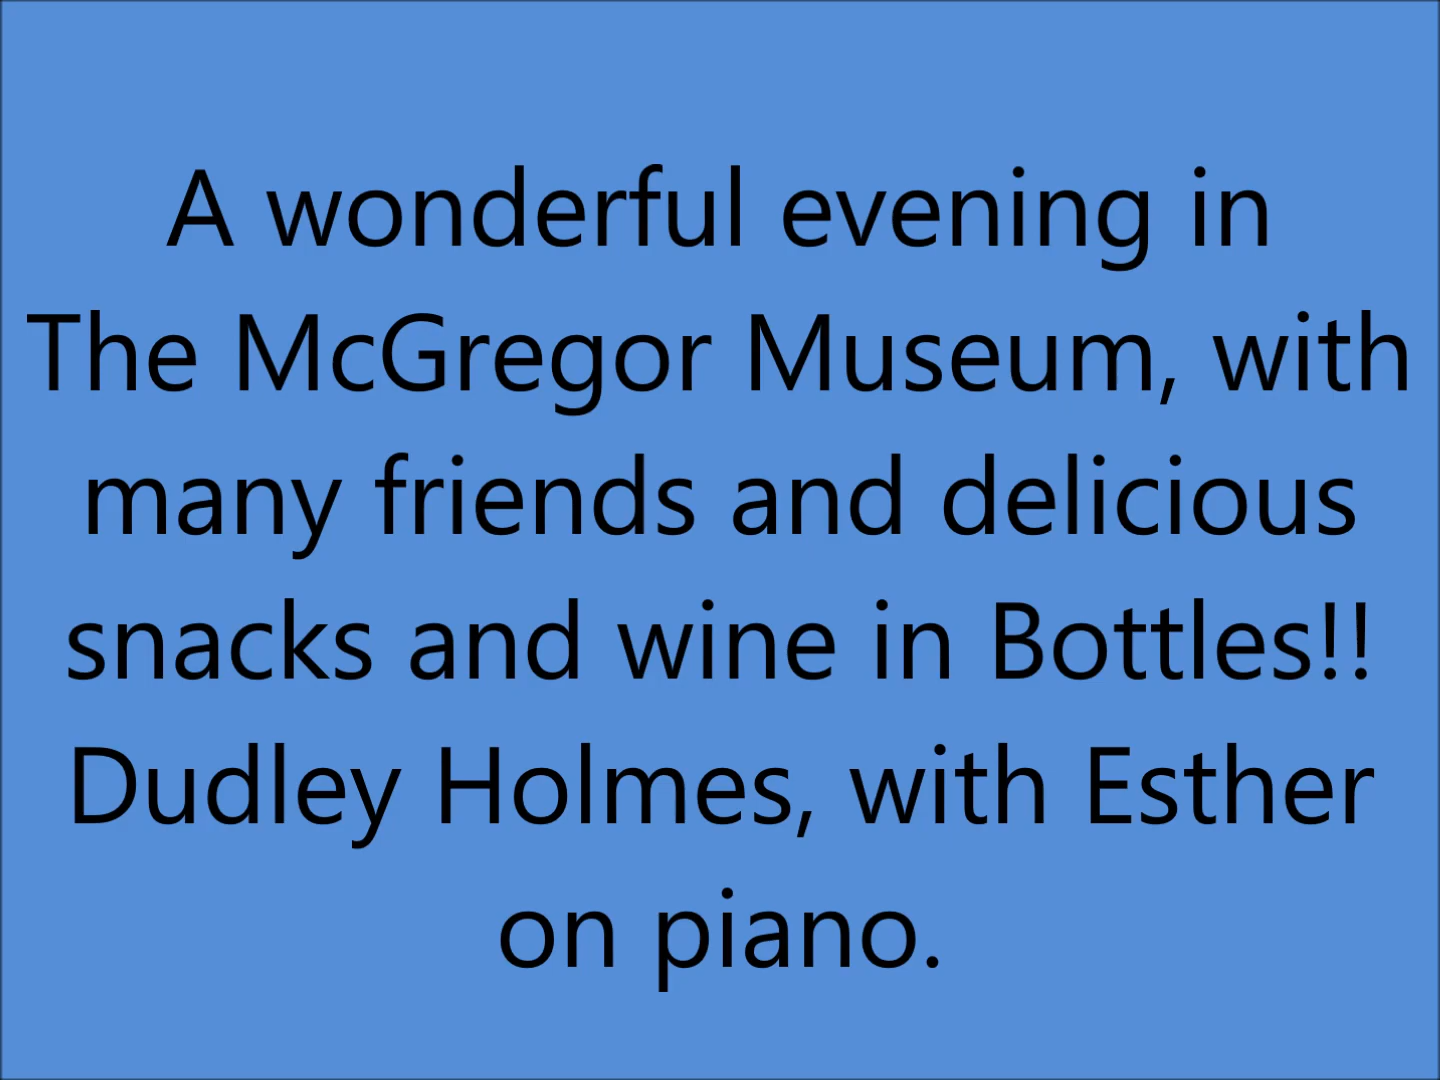 A wonderful evening in
The McGregor Museum, with
many friends and delicious
snacks and wine in Bottles!!
Dudley Holmes, with Esther
on piano.